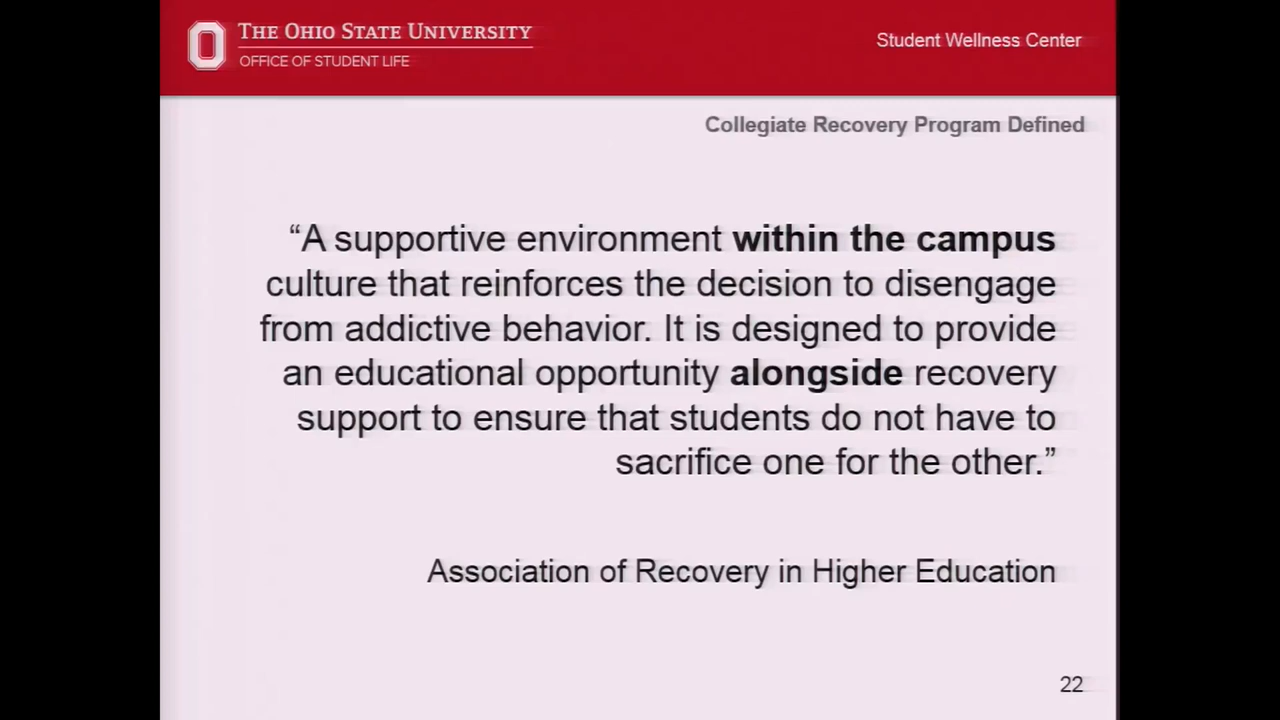 THE OHIO STATE UNIVERSITY
OFFICE OF STUDENT LIFE
Student Wellness Center
Collegiate Recovery Program Defined
“A supportive environment within the campus
culture that reinforces the decision to disengage
from addictive behavior. It is designed to provide
an educational opportunity alongside recovery
support to ensure that students do not have to
sacrifice one for the other.”
Association of Recovery in Higher Education
22